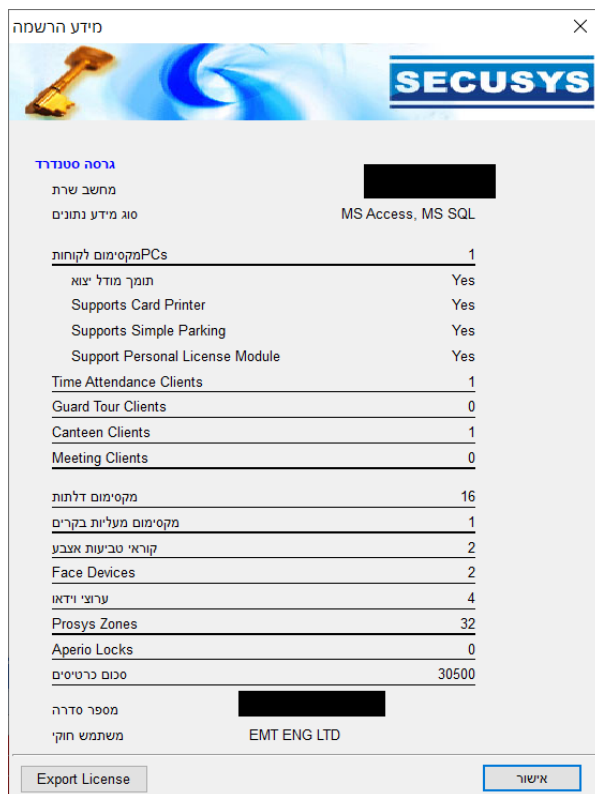 מידע הרשמה
SECUSYS
גרסה סטנדרד
מחשב שרת
סוג מידע נתונים MS Access, MS SQL
מקסימום לקוחותPCs 1
תומך מודל יצוא Yes
Supports Card Printer Yes
Supports Simple Parking Yes
Support Personal License Module Yes
Time Attendance Clients 1
Guard Tour Clients 0
Canteen Clients 1
Meeting Clients 0
מקסימום דלתות 16
מקסימום מעליות בקרים 1
קוראי טביעות אצבע 2
Face Devices 2
ערוצי וידאו 4
Prosys Zones 32
Aperio Locks 0
סכום כרטיסים 30500
מספר סדרה
משתמש חוקי EMT ENG LTD
Export License אישור